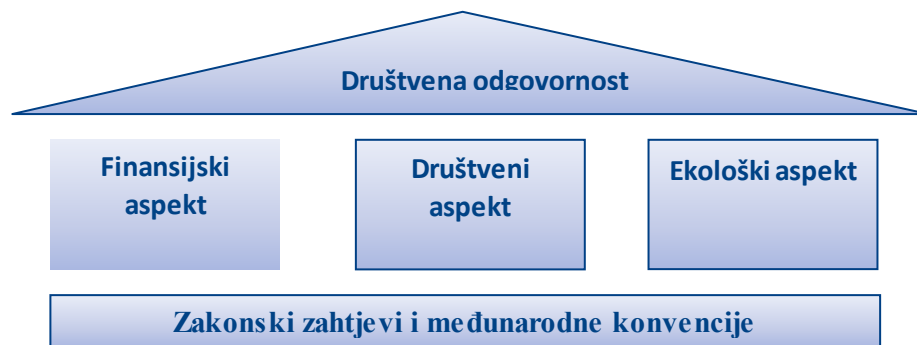 Društvena odgovornost
Finansijski
aspekt
Društveni
aspekt
Ekološki aspekt
Zakonski zahtjevi i međunarodne konvencije